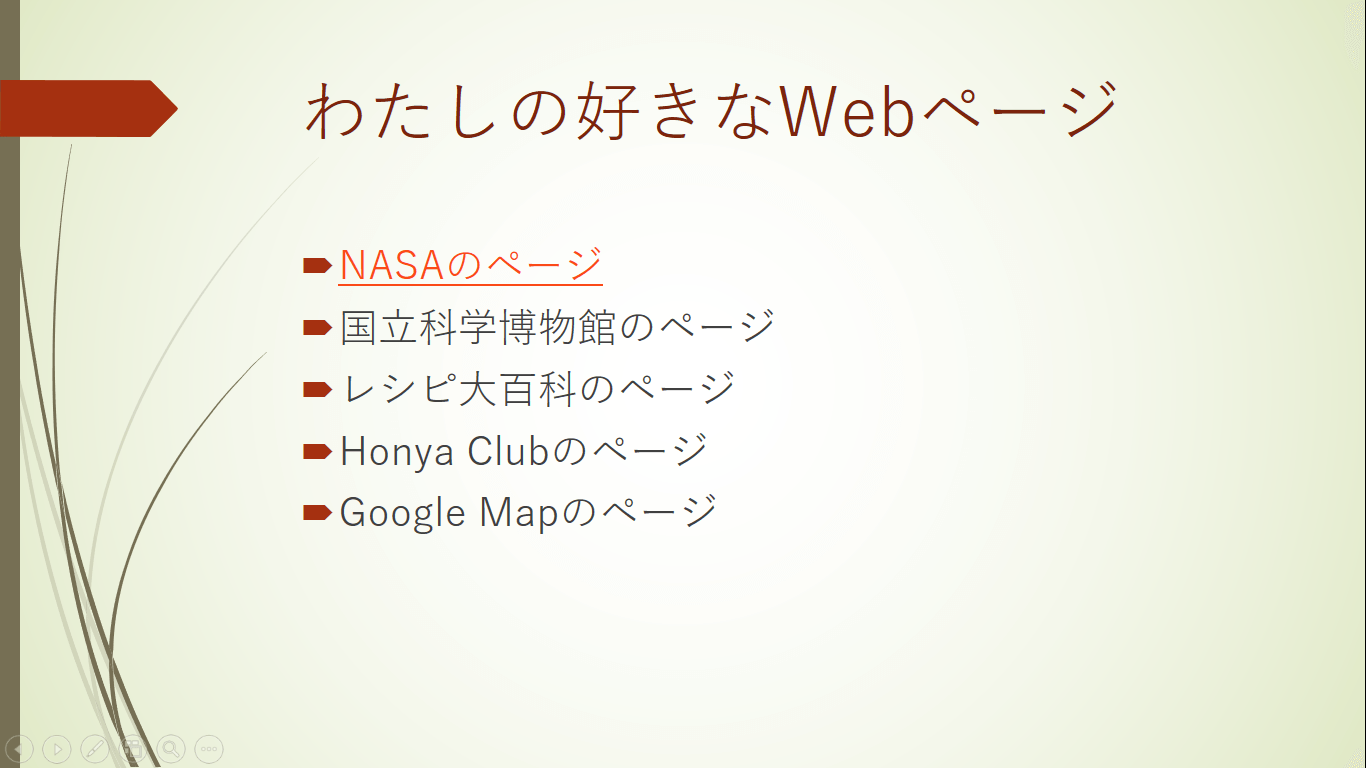 わたしの好きなWebページ
NASAのページ
国立科学博物館のページ
レシピ大百科のページ
Honya Clubのページ
Google Mapのページ